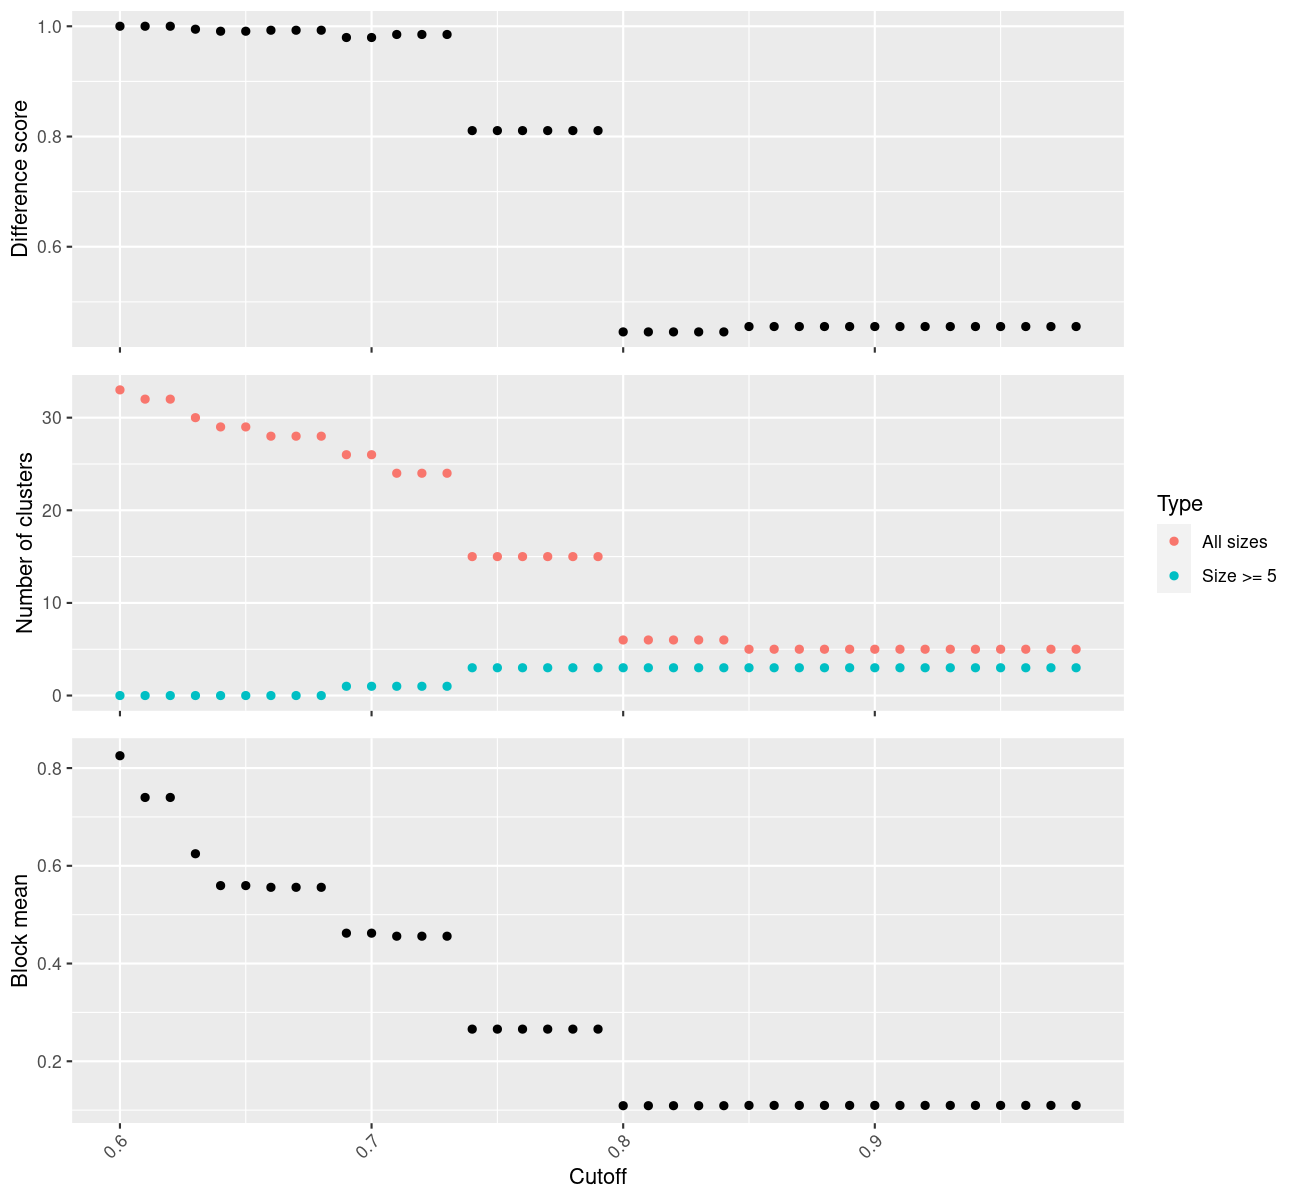 Difference score
1.0
0.8
0.6
Number of clusters
30
20
10
0
Type
All sizes
Size >= 5
Block mean
0.8
0.6
0.4
0.2
0.6
0.7
0.8
0.9
Cutoff